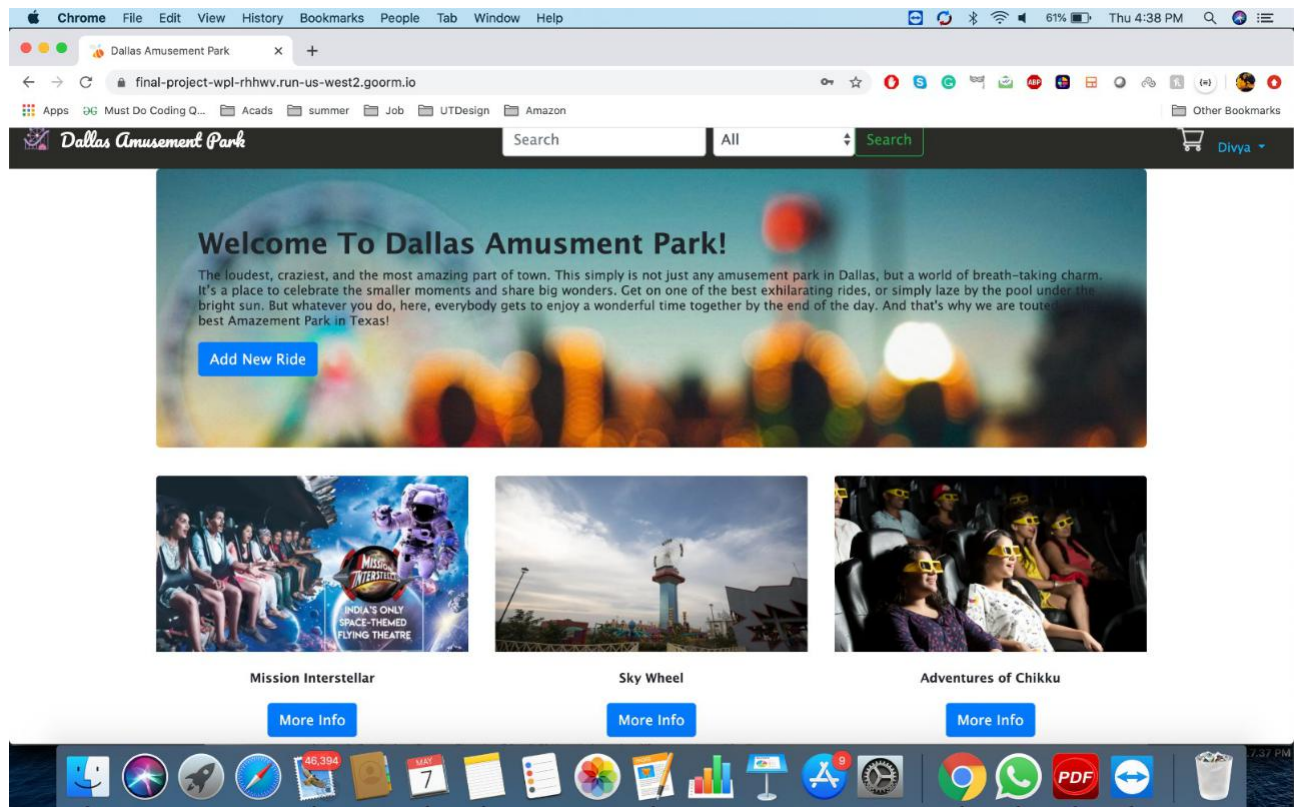 Chrome File Edit View History Bookmarks People Tab Window Help 61% Thu 4:38 PM
Dallas Amusement Park
final-project-wpl-rhhwv.run-us-west2.goorm.io
Apps Must Do Coding Q... Acads summer Job UTDesign Amazon Other Bookmarks
Dallas Amusement Park Search All Search Divya
Welcome To Dallas Amusment Park!
The loudest, craziest, and the most amazing part of town. This simply is not just any amusement park in Dallas, but a world of breath-taking charm.
It's a place to celebrate the smaller moments and share big wonders. Get on one of the best exhilarating rides, or simply laze by the pool under the
bright sun. But whatever you do, here, everybody gets to enjoy a wonderful time together by the end of the day. And that's why we are touted
best Amazement Park in Texas!
Add New Ride
MISSION
INTERSTELLAR
INDIA'S ONLY
SPACE-THEMED
FLYING THEATRE
Mission Interstellar Sky Wheel Adventures of Chikku
More Info More Info More Info
7.37 PM
46,394
MAY
7
9
PDF